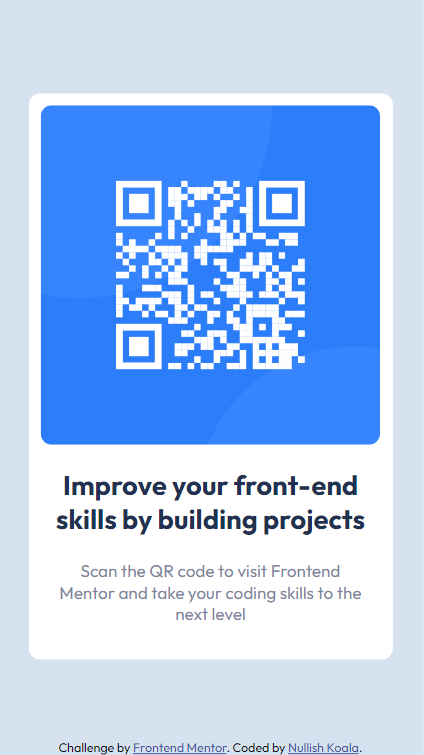 Improve your front-end
skills by building projects
Scan the QR code to visit Frontend
Mentor and take your coding skills to the
next level
Challenge by Frontend Mentor. Coded by Nullish Koala.